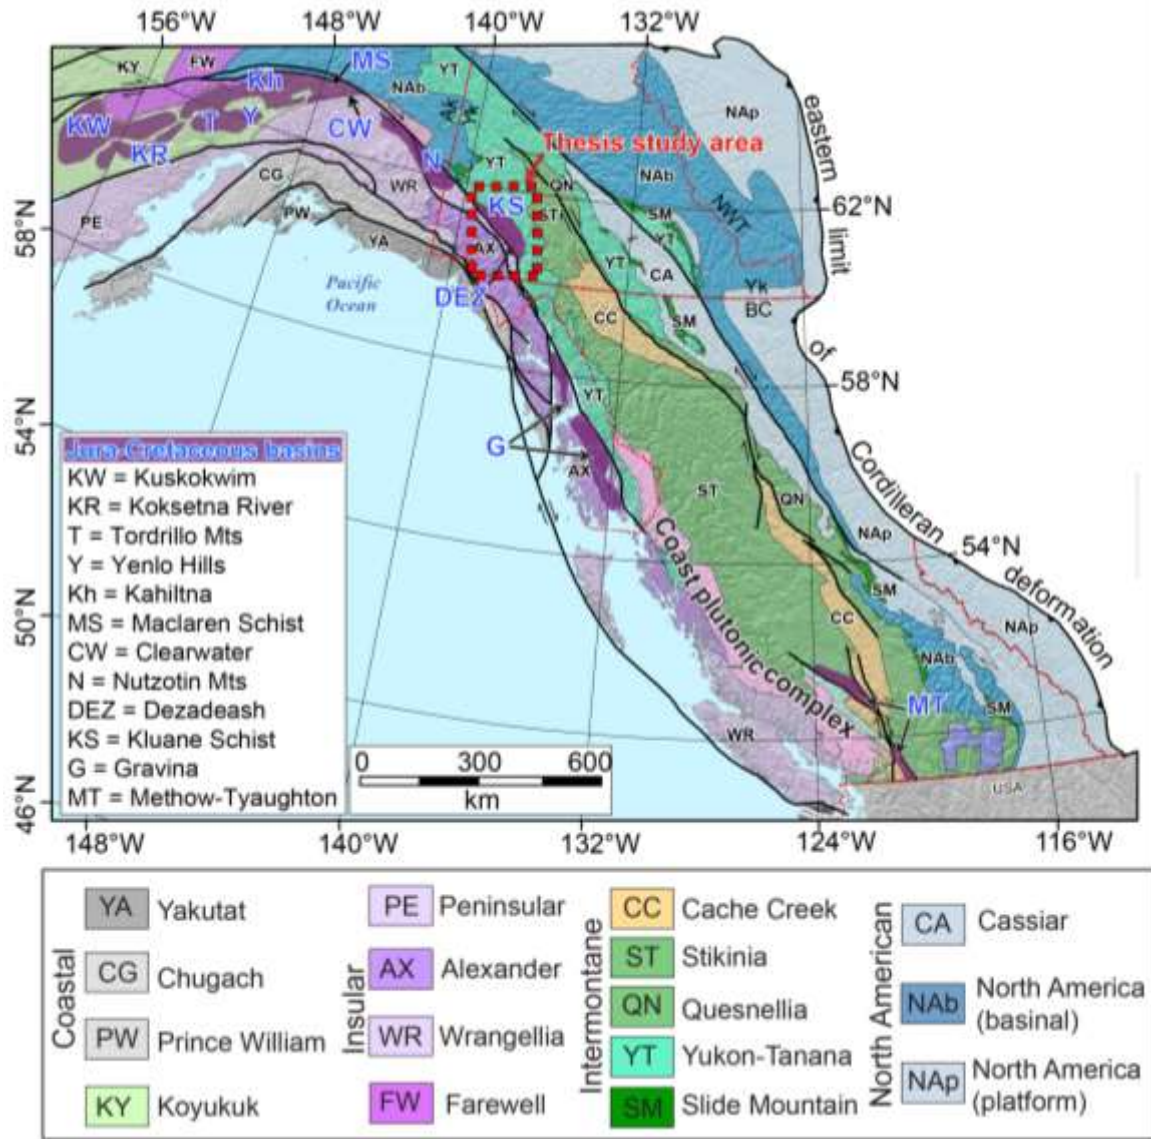 156°W
148°W
140°W
132°W
MS
KY
FW
Kh
NAb
YT
NAp
KW
T
Y
CW
KR
N
YT
Thesis study area
NAb
eastern
limit
of
Cordilleran
deformation
CG
WR
QN
KS
STi
SM
NWT
62°N
58°N
PE
PW
YA
AX
YT
YT
CA
Pacific
Ocean
DEZ
Yk
BC
CC
SM
58°N
YT
54°N
G
AX
ST
QN
NAp
54°N
Coast plutonic complex
SM
CC
NAp
NAb
50°N
MT
SM
WR
USA
46°N
Jura-Cretaceous basins
KW = Kuskokwim
KR = Koksetna River
T = Tordrillo Mts
Y = Yenlo Hills
Kh = Kahiltna
MS = Maclaren Schist
CW = Clearwater
N = Nutzotin Mts
DEZ = Dezadeash
KS = Kluane Schist
G = Gravina
MT = Methow-Tyaughton
0 300 600
km
148°W
140°W
132°W
124°W
116°W
Coastal
YA Yakutat
CG Chugach
PW Prince William
KY Koyukuk
Insular
PE Peninsular
AX Alexander
WR Wrangellia
FW Farewell
Intermontane
CC Cache Creek
ST Stikinia
QN Quesnellia
YT Yukon-Tanana
SM Slide Mountain
North American
CA Cassiar
NAb North America
(basinal)
NAp North America
(platform)